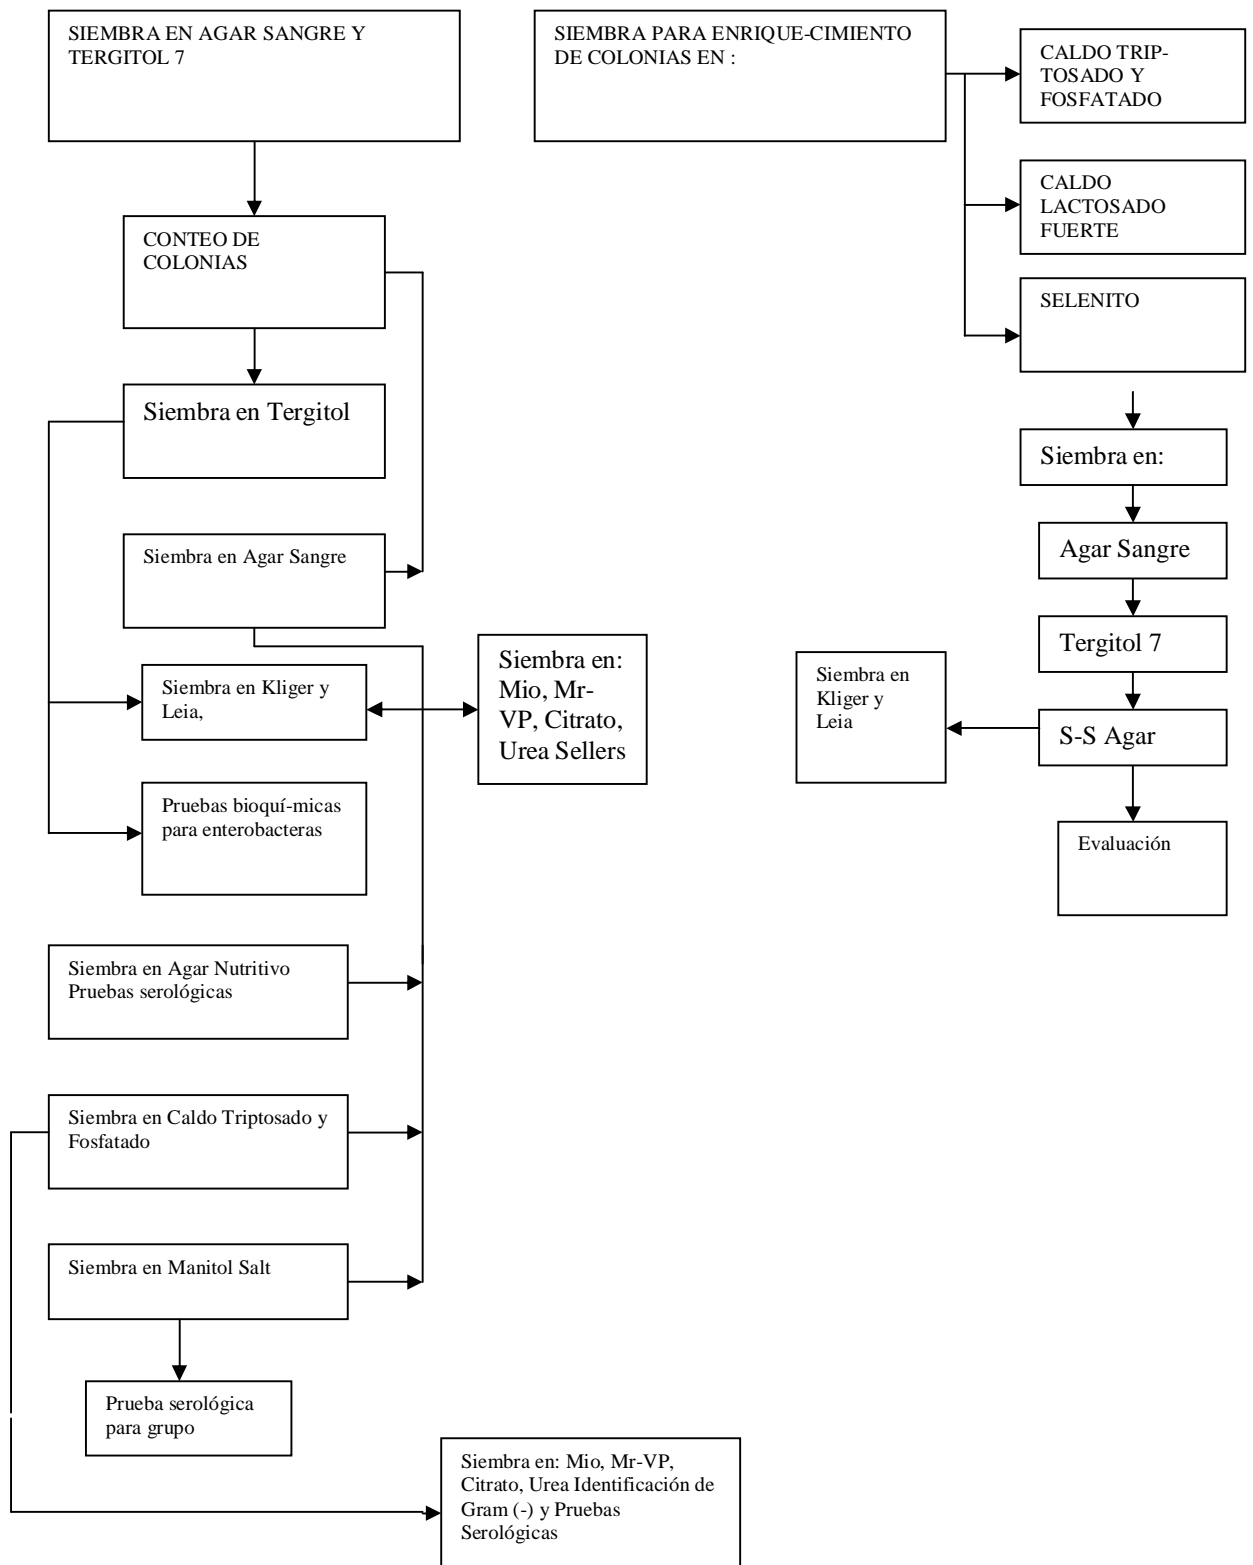 SIEMBRA EN AGAR SANGRE Y
TERGITOL 7
SIEMBRA PARA ENRIQUE-CIMIENTO
DE COLONIAS EN :
CALDO TRIP-
TOSADO Y
FOSFATADO
CALDO
LACTOSADO
FUERTE
SELENITO
CONTEO DE
COLONIAS
Siembra en Tergitol
Siembra en Agar Sangre
Siembra en Kliger y
Leia,
Siembra en:
Mio, Mr-
VP, Citrato,
Urea Sellers
Pruebas bioquí-micas
para enterobacteras
Siembra en:
Agar Sangre
Tergitol 7
S-S Agar
Siembra en
Kliger y
Leia
Evaluación
Siembra en Agar Nutritivo
Pruebas serológicas
Siembra en Caldo Triptosado y
Fosfatado
Siembra en Manitol Salt
Prueba serológica
para grupo
Siembra en: Mio, Mr-VP,
Citrato, Urea Identificación de
Gram (-) y Pruebas
Serológicas